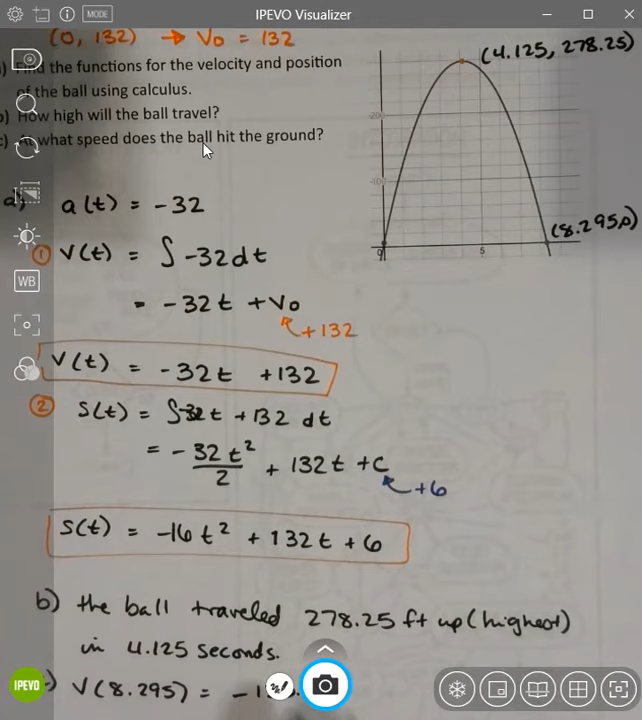 IPEVO Visualizer
MODE
(0, 132) → V₀ = 132
the functions for the velocity and position
of the ball using calculus.
How high will the ball travel?
what speed does the ball hit the ground?
(4.125, 278.25)
200
100
0
5
(8.295,0)
a) a(t) = -32
① V(t) = ∫ -32dt
= -32t + V₀
+132
V(t) = -32t +132
② S(t) = ∫-32t + 132 dt
= - 32t²/2 + 132t + C
+6
S(t) = -16t² + 132t + 6
b) the ball traveled 278.25 ft up (highest)
in 4.125 seconds.
V(8.295) =
WB
IPEVO